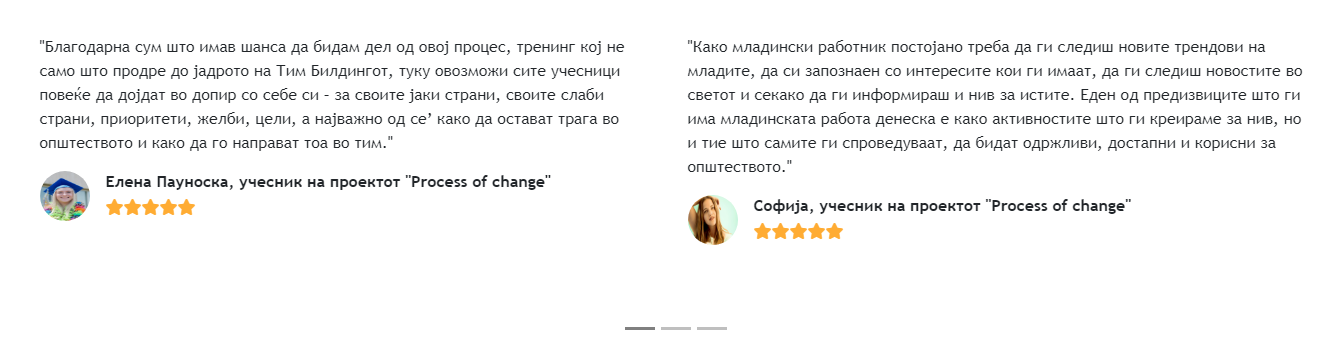 "Благодарна сум што имав шанса да бидам дел од овој процес, тренинг кој не
само што продре до јадрото на Тим Билдингот, туку овозможи сите учесници
повеќе да дојдат во допир со себе си – за своите јаки страни, своите слаби
страни, приоритети, желби, цели, а најважно од се’ како да остават трага во
општеството и како да го направат тоа во тим."
Елена Пауноска, учесник на проектот "Process of change"
"Како младински работник постојано треба да ги следиш новите трендови на
младите, да си запознаен со интересите кои ги имаат, да ги следиш новостите во
светот и секако да ги информираш и нив за истите. Еден од предизвиците што ги
има младинската работа денеска е како активностите што ги креираме за нив, но
и тие што самите ги спроведуваат, да бидат одржливи, достапни и корисни за
општеството."
Софија, учесник на проектот "Process of change"